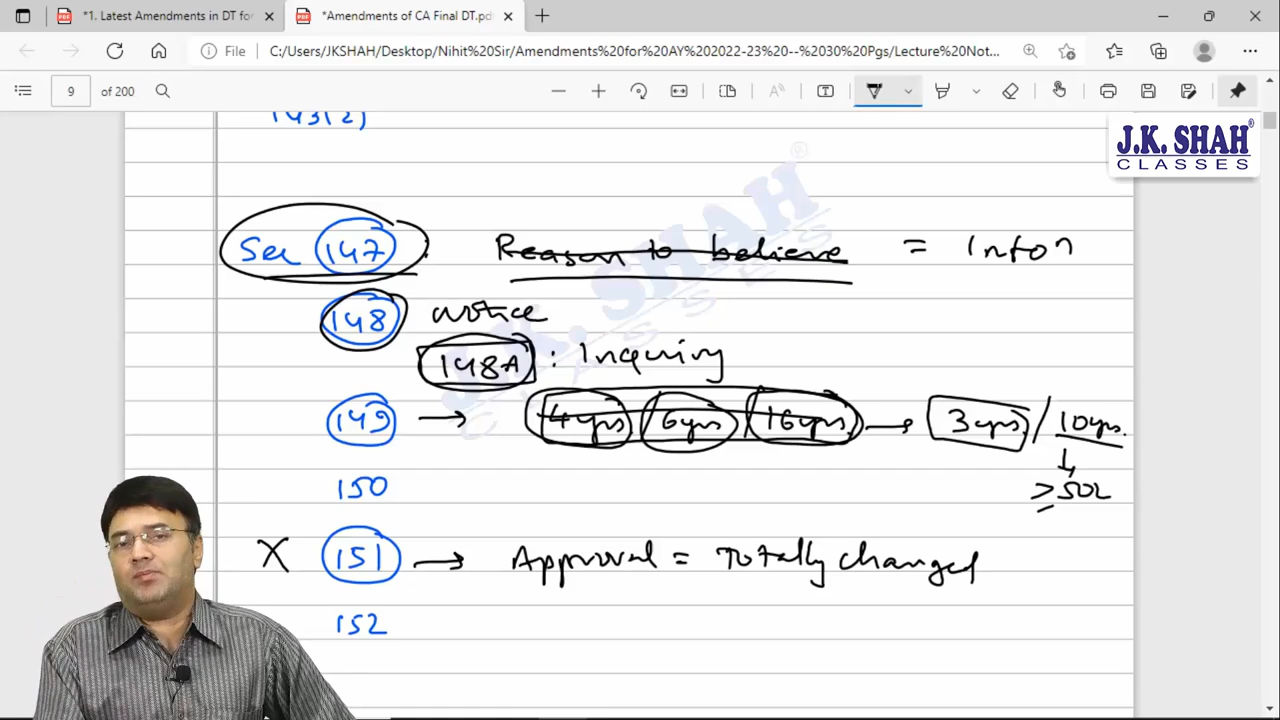 *1. Latest Amendments in DT for
*Amendments of CA Final DT.pd
File
C:/Users/JKSHAH/Desktop/Nihit%20Sir/Amendments%20for%20AY%202022-23%20--%2030%20Pgs/Lecture%20Not...
9 of 200
143(2)
J.K. SHAH®
CLASSES
Sec 147 Reason to believe = Infon
148 notice
148A : Inquiry
149 → 4yrs 6yrs 16yrs → 3yrs / 10yrs.
↓
≥ 50L
150
X 151 → Approval = Totally changed
152
J.K. SHAH®
CLASSES